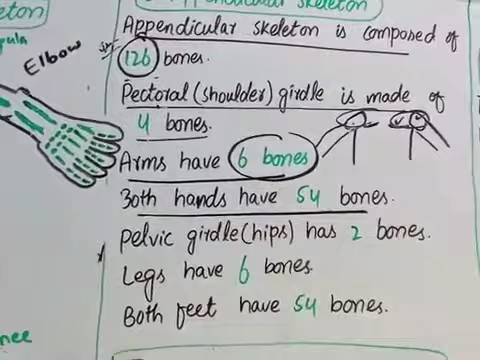 Appendicular skeleton
Appendicular skeleton is composed of
126 bones.
Elbow
Pectoral (shoulder) girdle is made of
4 bones.
Arms have 6 bones
Both hands have 54 bones.
Pelvic girdle (hips) has 2 bones.
Legs have 6 bones.
Both feet have 54 bones.